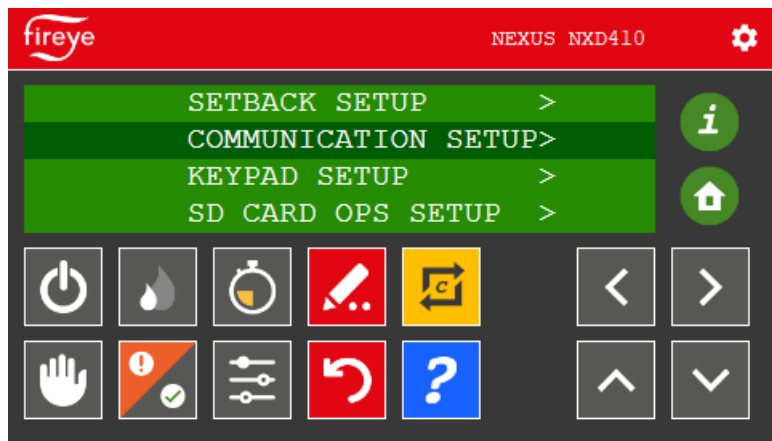 fireye
NEXUS NXD410
i
SETBACK SETUP >
COMMUNICATION SETUP>
KEYPAD SETUP >
SD CARD OPS SETUP >
C
?